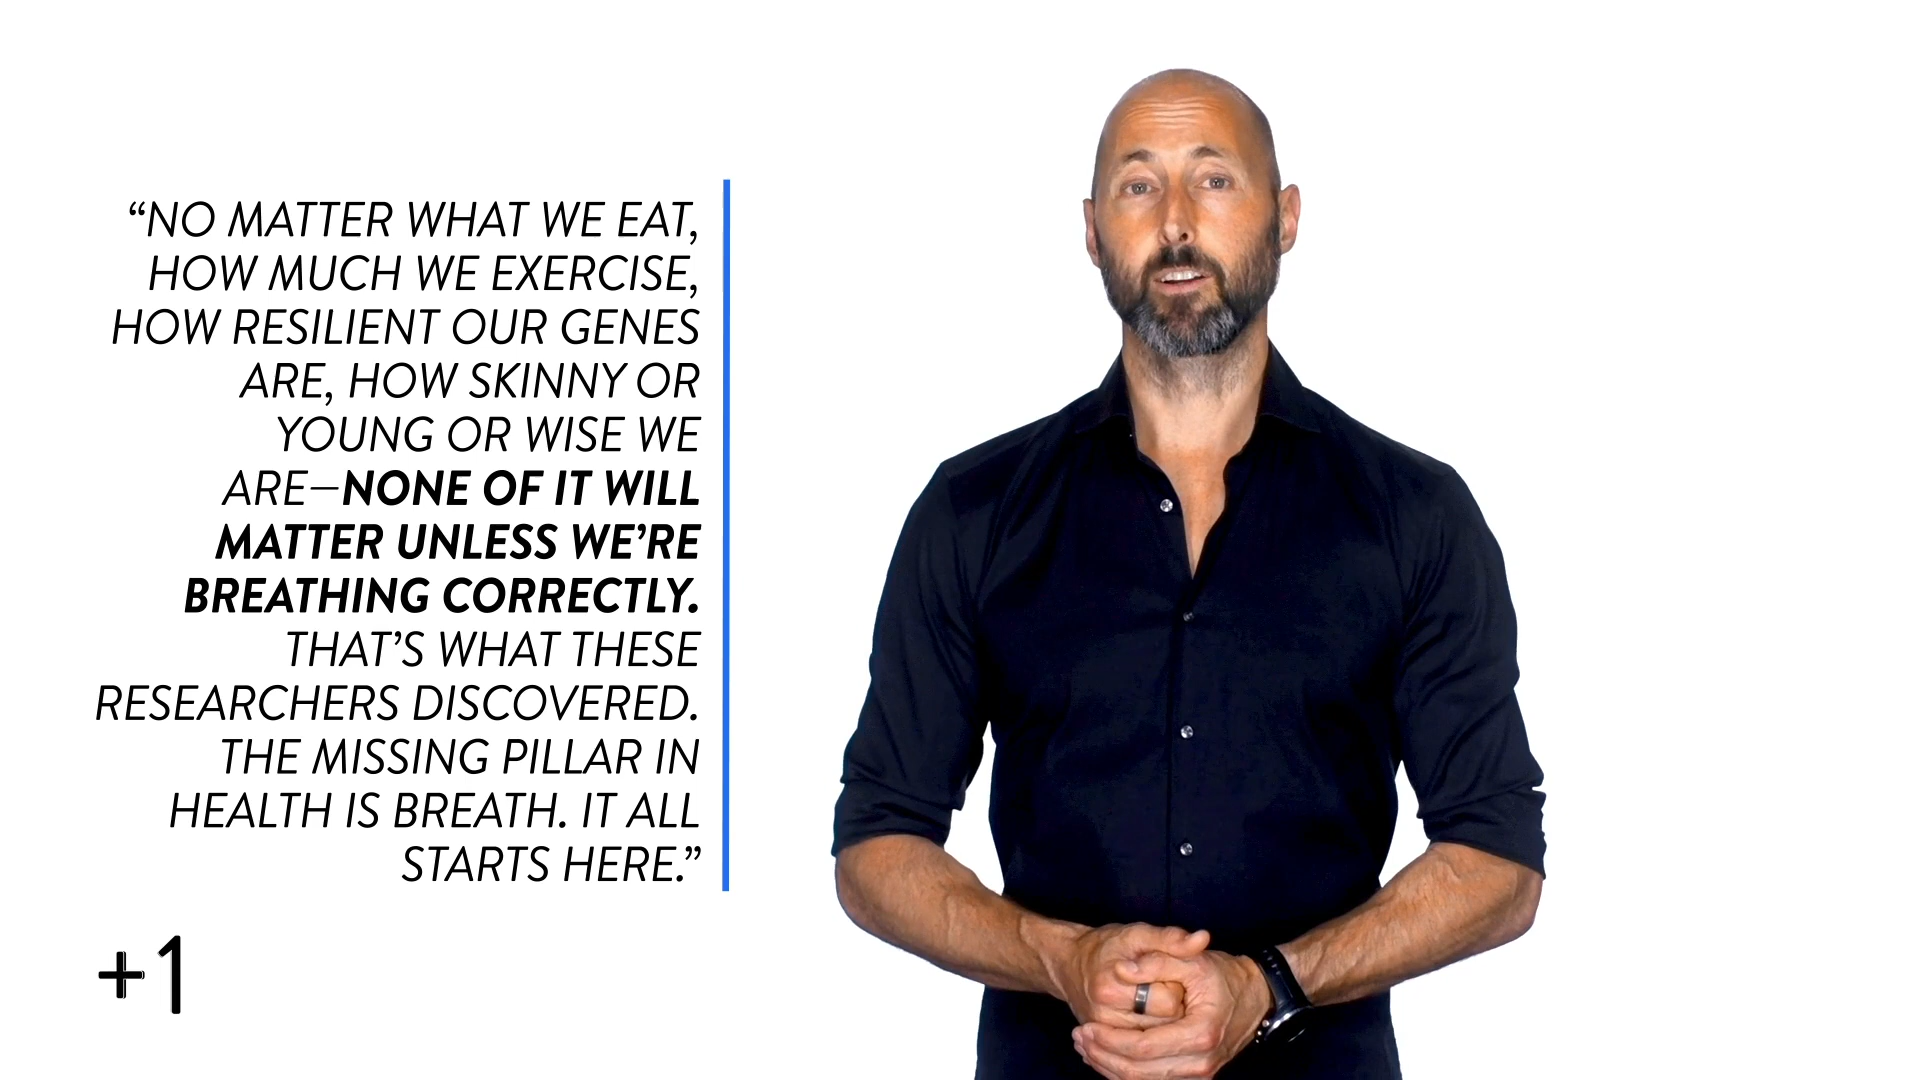 “NO MATTER WHAT WE EAT,
HOW MUCH WE EXERCISE,
HOW RESILIENT OUR GENES
ARE, HOW SKINNY OR
YOUNG OR WISE WE
ARE—NONE OF IT WILL
MATTER UNLESS WE’RE
BREATHING CORRECTLY.
THAT’S WHAT THESE
RESEARCHERS DISCOVERED.
THE MISSING PILLAR IN
HEALTH IS BREATH. IT ALL
STARTS HERE.”
+1